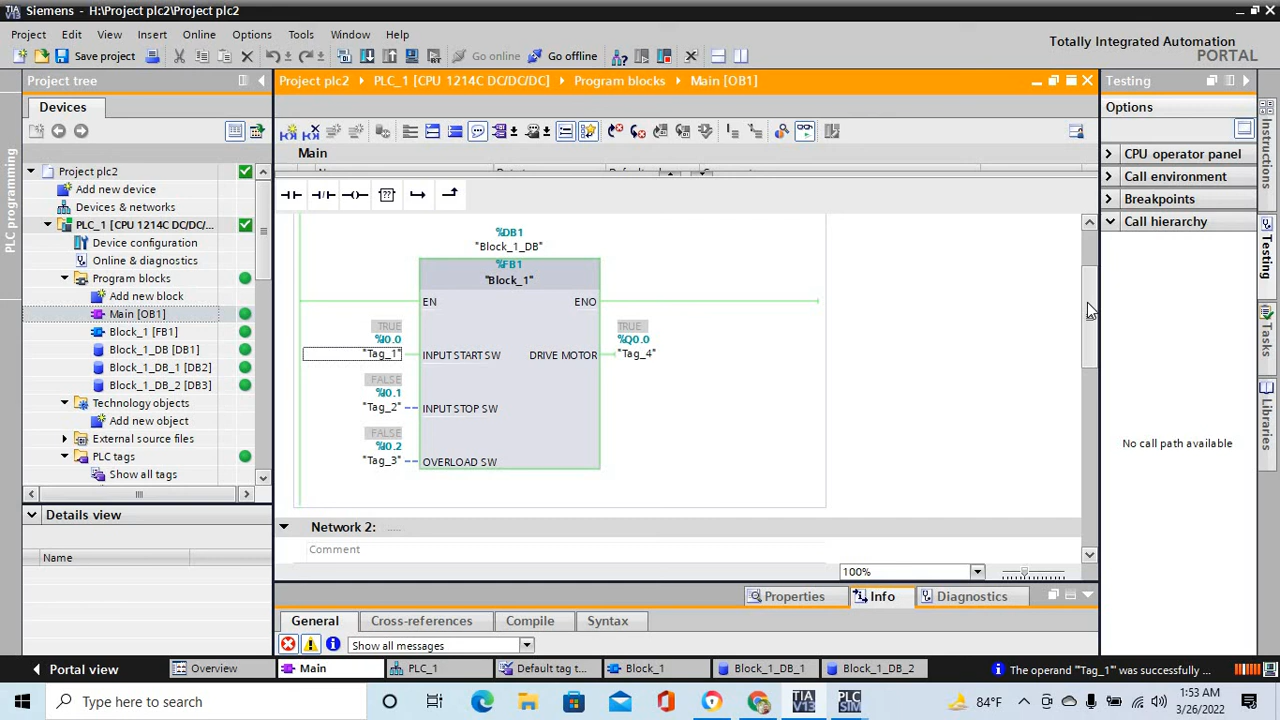 TIA V13
Siemens - H:\Project plc2\Project plc2
Project Edit View Insert Online Options Tools Window Help
Totally Integrated Automation
PORTAL
Save project
Go online
Go offline
Project tree
Project plc2 PLC_1 [CPU 1214C DC/DC/DC] Program blocks Main [OB1]
Testing
Devices
Options
Main
PLC programming
Project plc2
Add new device
Devices & networks
PLC_1 [CPU 1214C DC/DC/...
Device configuration
Online & diagnostics
Program blocks
Add new block
Main [OB1]
Block_1 [FB1]
Block_1_DB [DB1]
Block_1_DB_1 [DB2]
Block_1_DB_2 [DB3]
Technology objects
Add new object
External source files
PLC tags
Show all tags
Details view
Name
??
%DB1
"Block_1_DB"
%FB1
"Block_1"
EN
ENO
TRUE
%I0.0
"Tag_1"
INPUT START SW
DRIVE MOTOR
TRUE
%Q0.0
"Tag_4"
FALSE
%I0.1
"Tag_2"
INPUT STOP SW
FALSE
%I0.2
"Tag_3"
OVERLOAD SW
Network 2: .....
Comment
100%
CPU operator panel
Call environment
Breakpoints
Call hierarchy
No call path available
Instructions
Testing
Tasks
Libraries
Properties
Info
Diagnostics
General
Cross-references
Compile
Syntax
Show all messages
Portal view
Overview
Main
PLC_1
Default tag t...
Block_1
Block_1_DB_1
Block_1_DB_2
The operand "Tag_1" was successfully ...
Type here to search
TIA V13
PLC SIM
84°F
1:53 AM
3/26/2022